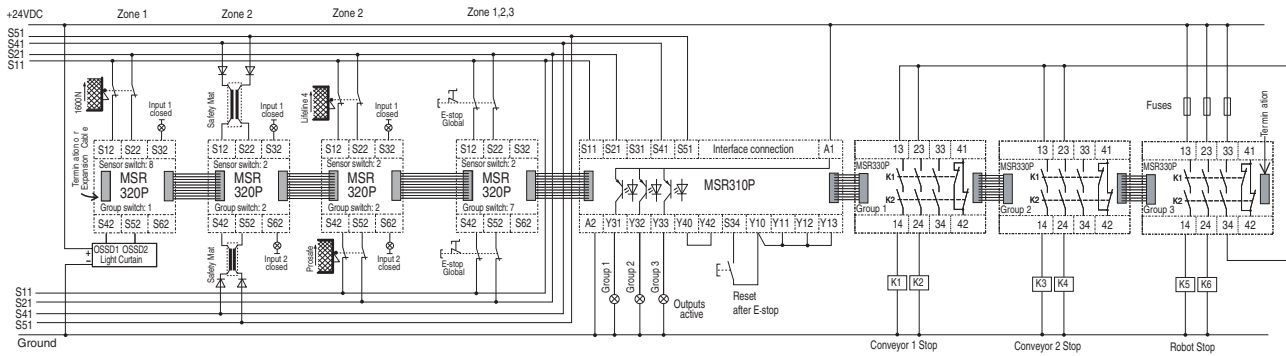 +24VDC Zone 1 Zone 2 Zone 2 Zone 1,2,3
S51
S41
S21
S11
1600N
Safety Mat
Input 1 closed
Lifeline 4
Input 1 closed
E-stop Global
Fuses
Termination
Termination or Expansion Cable
S12 S22 S32
Sensor switch: 8
MSR 320P
Group switch: 1
S42 S52 S62
S12 S22 S32
Sensor switch: 2
MSR 320P
Group switch: 2
S42 S52 S62
S12 S22 S32
Sensor switch: 2
MSR 320P
Group switch: 2
S42 S52 S62
S12 S22 S32
Sensor switch: 2
MSR 320P
Group switch: 7
S42 S52 S62
S11 S21 S31 S41 S51 Interface connection A1
MSR310P
A2 Y31 Y32 Y33 Y40 Y42 S34 Y10 Y11 Y12 Y13
13 23 33 41
MSR330P
K1
K2
Group 1
14 24 34 42
13 23 33 41
MSR330P
K1
K2
Group 2
14 24 34 42
13 23 33 41
MSR330P
K1
K2
Group 3
14 24 34 42
OSSD1 OSSD2
Light Curtain
+
–
Safety Mat
Input 2 closed
Prosafe
Input 2 closed
E-stop Global
Group 1
Group 2
Group 3
Outputs active
Reset after E-stop
K1 K2
K3 K4
K5 K6
S11
S21
S41
S51
Ground
Conveyor 1 Stop
Conveyor 2 Stop
Robot Stop